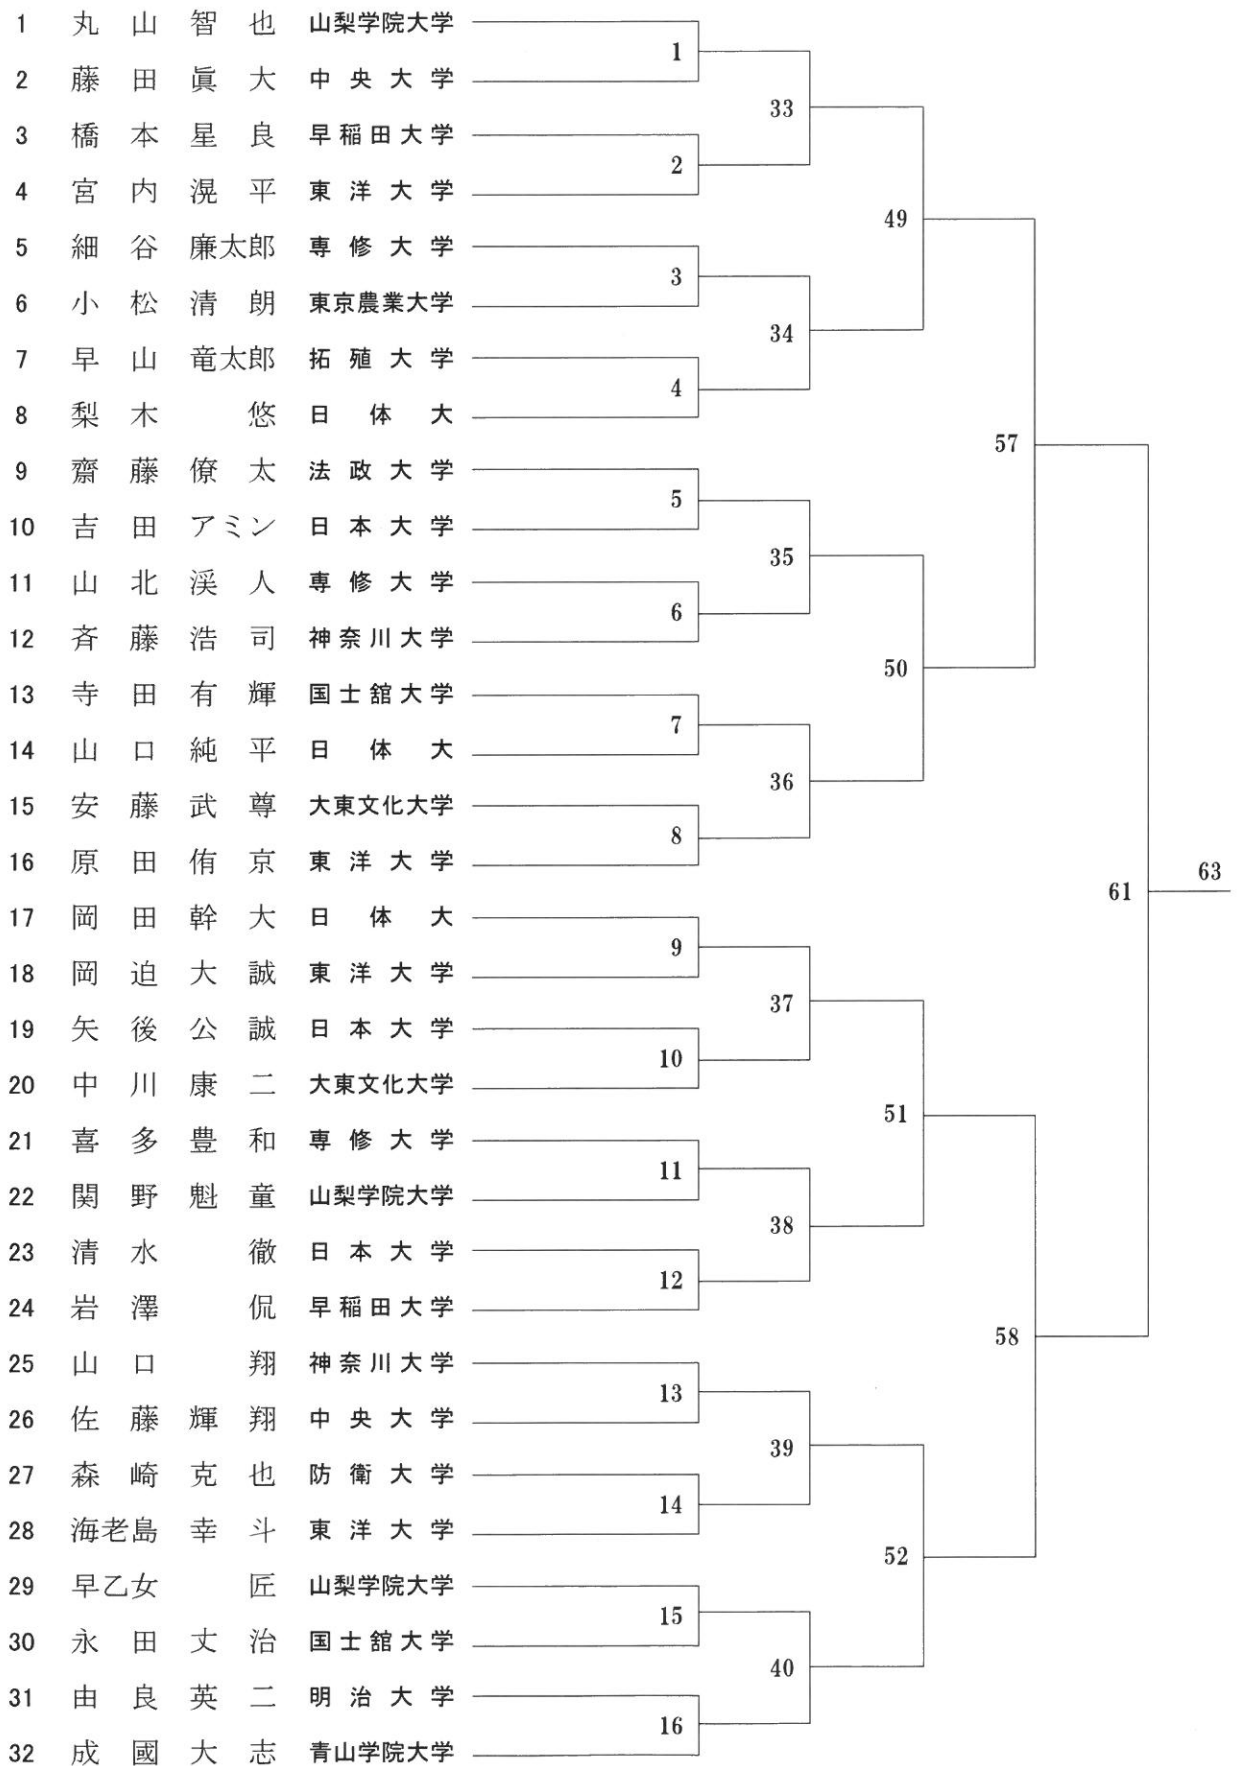 1 丸山智也 山梨学院大学
1
2 藤田眞大 中央大学
33
3 橋本星良 早稲田大学
2
4 宮内滉平 東洋大学
49
5 細谷廉太郎 専修大学
3
6 小松清朗 東京農業大学
34
7 早山竜太郎 拓殖大学
4
8 梨木悠 日体大
57
9 齋藤僚太 法政大学
5
10 吉田アミン 日本大学
35
11 山北渓人 専修大学
6
12 斉藤浩司 神奈川大学
50
13 寺田有輝 国士舘大学
7
14 山口純平 日体大
36
15 安藤武尊 大東文化大学
8
16 原田侑京 東洋大学
63
61
17 岡田幹大 日体大
9
18 岡迫大誠 東洋大学
37
19 矢後公誠 日本大学
10
20 中川康二 大東文化大学
51
21 喜多豊和 専修大学
11
22 関野魁童 山梨学院大学
38
23 清水徹 日本大学
12
24 岩澤侃 早稲田大学
58
25 山口翔 神奈川大学
13
26 佐藤輝翔 中央大学
39
27 森崎克也 防衛大学
14
28 海老島幸斗 東洋大学
52
29 早乙女匠 山梨学院大学
15
30 永田丈治 国士舘大学
40
31 由良英二 明治大学
16
32 成國大志 青山学院大学